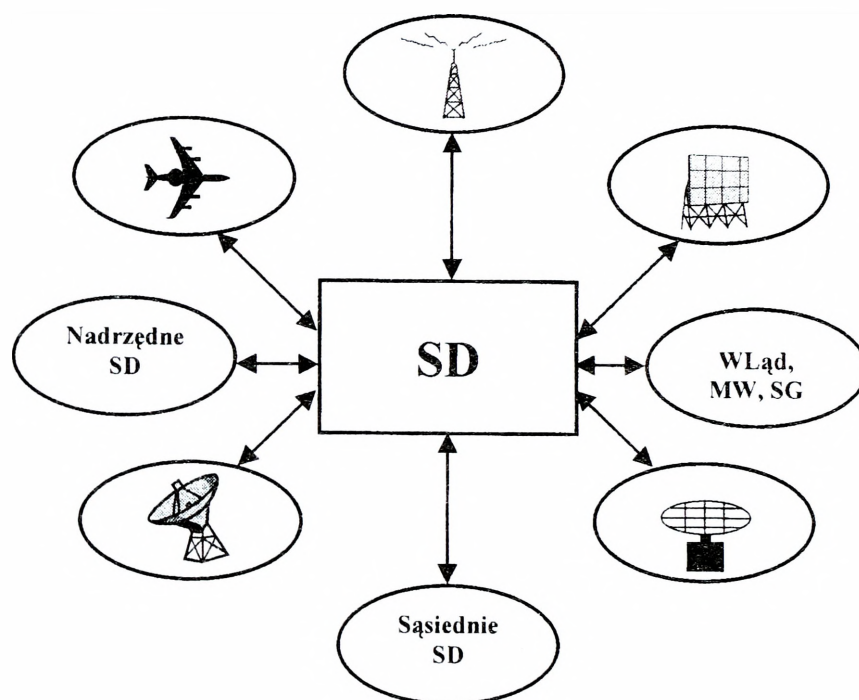 Nadrzędne
SD
SD
WLąd,
MW, SG
Sąsiednie
SD